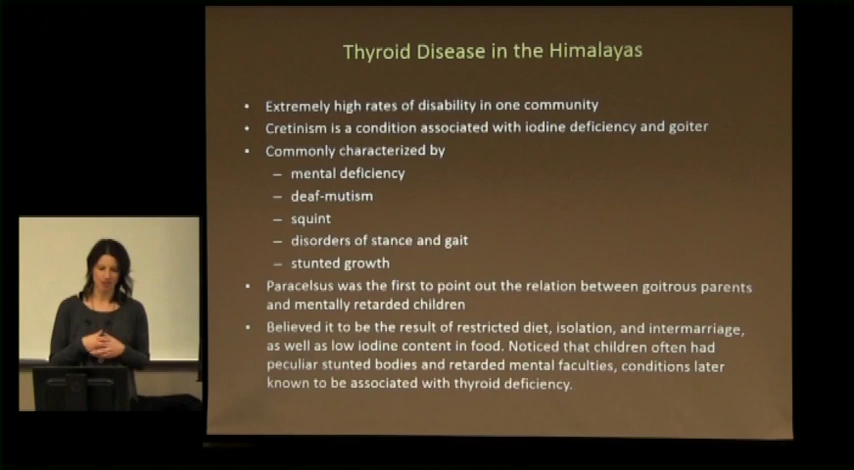 Thyroid Disease in the Himalayas
• Extremely high rates of disability in one community
• Cretinism is a condition associated with iodine deficiency and goiter
• Commonly characterized by
– mental deficiency
– deaf-mutism
– squint
– disorders of stance and gait
– stunted growth
• Paracelsus was the first to point out the relation between goitrous parents
and mentally retarded children
• Believed it to be the result of restricted diet, isolation, and intermarriage,
as well as low iodine content in food. Noticed that children often had
peculiar stunted bodies and retarded mental faculties, conditions later
known to be associated with thyroid deficiency.